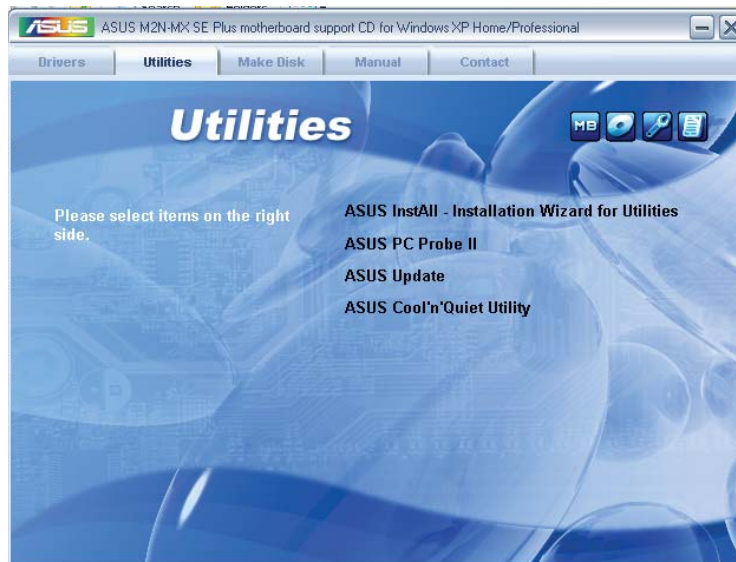 ASUS ASUS M2N-MX SE Plus motherboard support CD for Windows XP Home/Professional
Drivers Utilities Make Disk Manual Contact
Utilities
MB
Please select items on the right
side.
ASUS InstAll - Installation Wizard for Utilities
ASUS PC Probe II
ASUS Update
ASUS Cool'n'Quiet Utility